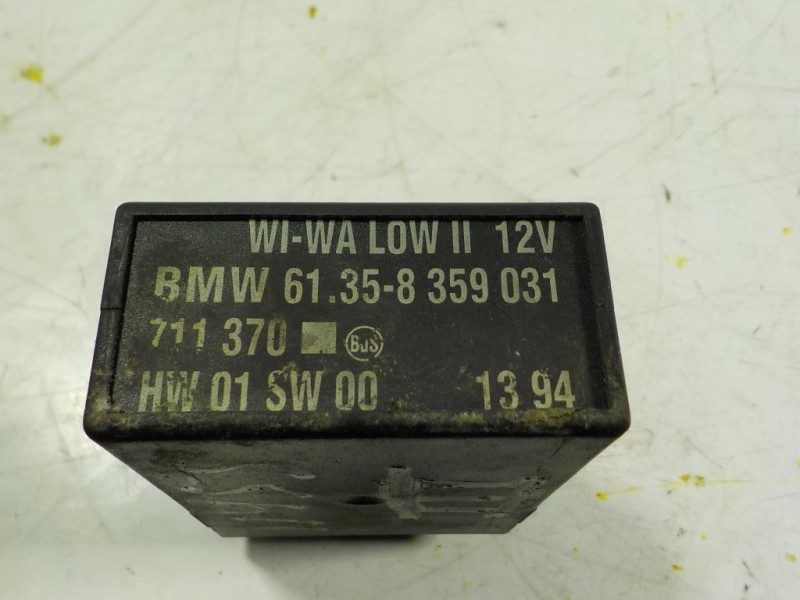 WI-WA LOW II 12V
BMW 61.35-8 359 031
711 370 BJS
HW 01 SW 00 13 94